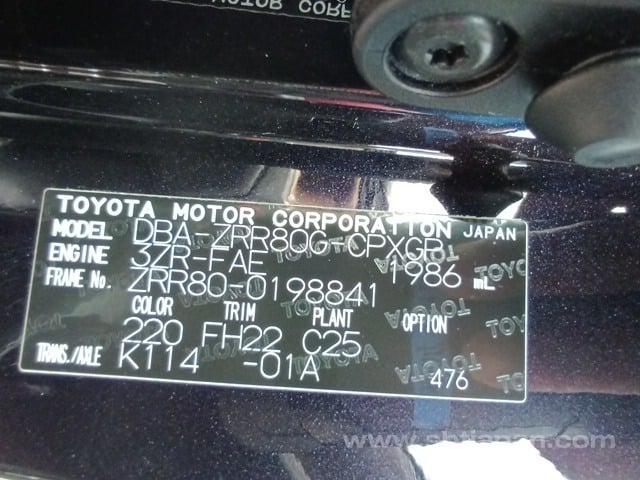 TOYOTA MOTOR CORPORATION JAPAN
MODEL DBA-ZRR80G-CPXGB
ENGINE 3ZR-FAE 1986 mL
FRAME No. ZRR80-0198841
COLOR TRIM PLANT OPTION
220 FH22 C25
TRANS./AXLE K114 -01A
476
www.sbtjapan.com